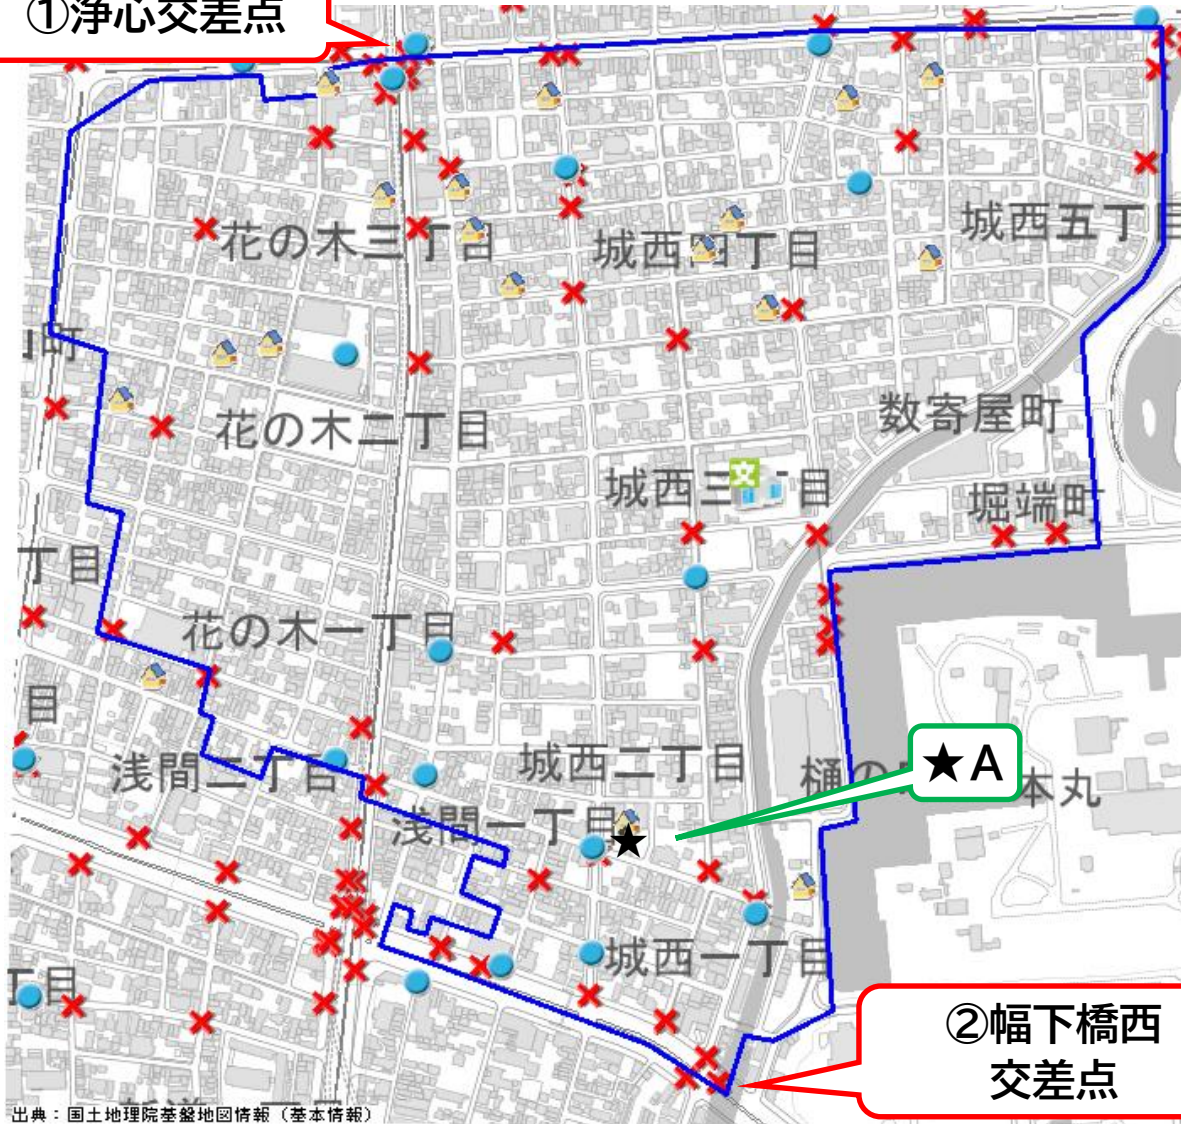 ①浄心交差点
花の木三丁目
城西四丁目
城西五丁目
町
花の木二丁目
数寄屋町
城西三丁目
文
堀端町
丁目
花の木一丁目
目
浅間二丁目
城西二丁目
★A
本丸
浅間一丁目
★
城西一丁目
丁目
②幅下橋西
交差点
出典：国土地理院基盤地図情報（基本情報）